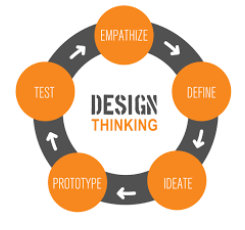 EMPATHIZE
DEFINE
IDEATE
PROTOTYPE
TEST
DESIGN
THINKING